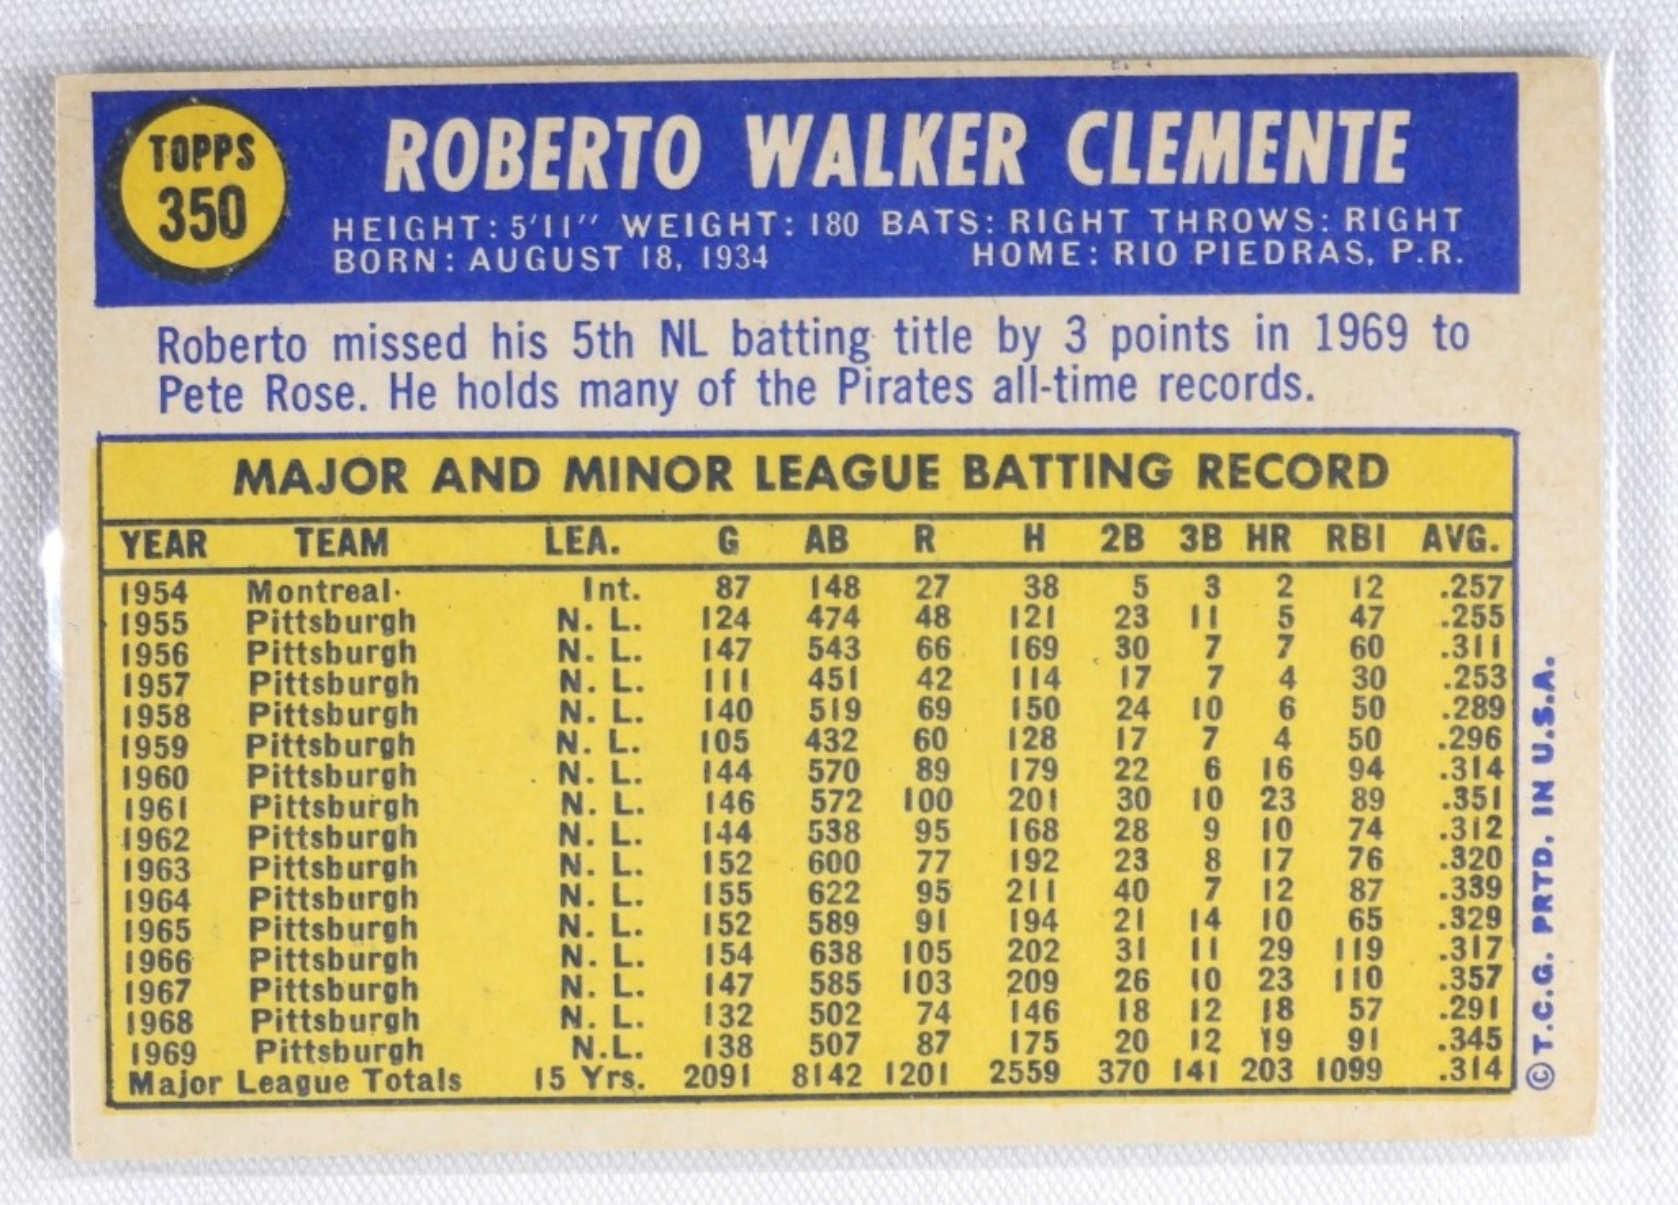 TOPPS
350
ROBERTO WALKER CLEMENTE
HEIGHT: 5'11" WEIGHT: 180 BATS: RIGHT THROWS: RIGHT
BORN: AUGUST 18, 1934 HOME: RIO PIEDRAS, P.R.
Roberto missed his 5th NL batting title by 3 points in 1969 to
Pete Rose. He holds many of the Pirates all-time records.
MAJOR AND MINOR LEAGUE BATTING RECORD
YEAR TEAM LEA. G AB R H 2B 3B HR RBI AVG.
1954 Montreal Int. 87 148 27 38 5 3 2 12 .257
1955 Pittsburgh N. L. 124 474 48 121 23 11 5 47 .255
1956 Pittsburgh N. L. 147 543 66 169 30 7 7 60 .311
1957 Pittsburgh N. L. 111 451 42 114 17 7 4 30 .253
1958 Pittsburgh N. L. 140 519 69 150 24 10 6 50 .289
1959 Pittsburgh N. L. 105 432 60 128 17 7 4 50 .296
1960 Pittsburgh N. L. 144 570 89 179 22 6 16 94 .314
1961 Pittsburgh N. L. 146 572 100 201 30 10 23 89 .351
1962 Pittsburgh N. L. 144 538 95 168 28 9 10 74 .312
1963 Pittsburgh N. L. 152 600 77 192 23 8 17 76 .320
1964 Pittsburgh N. L. 155 622 95 211 40 7 12 87 .339
1965 Pittsburgh N. L. 152 589 91 194 21 14 10 65 .329
1966 Pittsburgh N. L. 154 638 105 202 31 11 29 119 .317
1967 Pittsburgh N. L. 147 585 103 209 26 10 23 110 .357
1968 Pittsburgh N. L. 132 502 74 146 18 12 18 57 .291
1969 Pittsburgh N.L. 138 507 87 175 20 12 19 91 .345
Major League Totals 15 Yrs. 2091 8142 1201 2559 370 141 203 1099 .314
© T.C.G. PRTD. IN U.S.A.